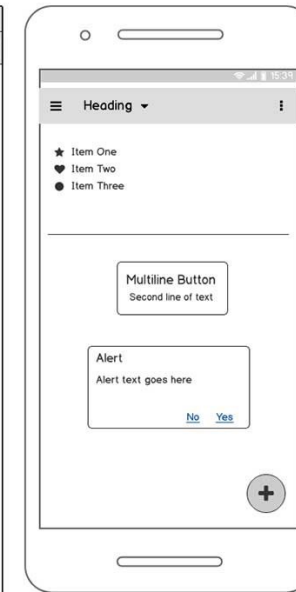 15:39
Heading
Item One
Item Two
Item Three
Multiline Button
Second line of text
Alert
Alert text goes here
No Yes